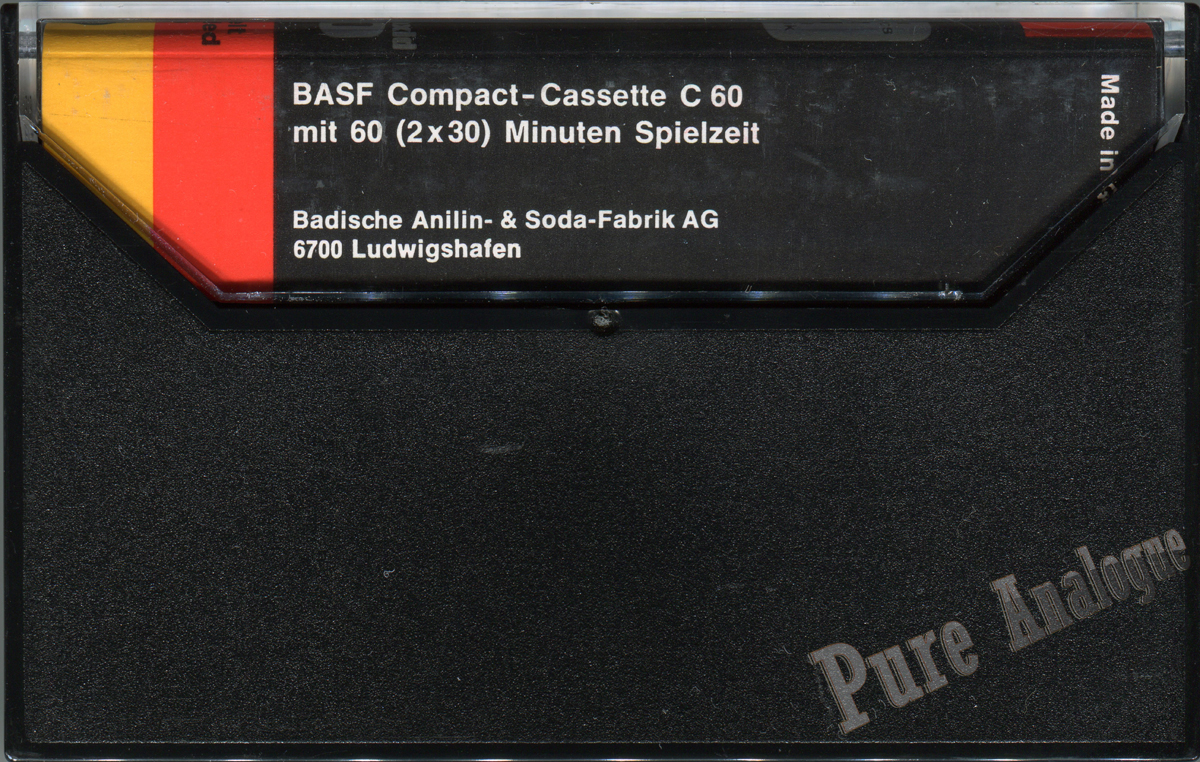 BASF Compact-Cassette C 60
mit 60 (2x30) Minuten Spielzeit
Badische Anilin- & Soda-Fabrik AG
6700 Ludwigshafen
Made in
Pure Analogue